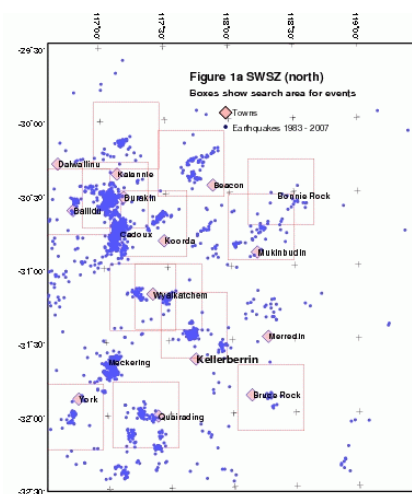 117°00'
117°30'
118°00'
118°30'
119°00'
-29°30'
Figure 1a SWSZ (north)
Boxes show search area for events
Towns
-30°00'
Earthquakes 1983 - 2007
Dalwallinu
Kalannie
Beacon
-30°30'
Burakin
Bonnie Rock
Ballidu
Cadoux
Koorda
Mukinbudin
-31°00'
Wyalkatchem
-31°30'
Merredin
Kellerberrin
Meckering
York
Bruce Rock
-32°00'
Quairading
-32°30'